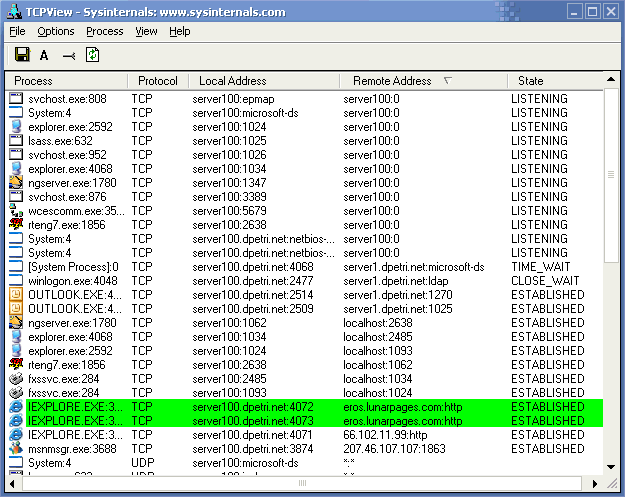 TCPView - Sysinternals: www.sysinternals.com
File Options Process View Help
A
Process Protocol Local Address Remote Address State
svchost.exe:808 TCP server100:epmap server100:0 LISTENING
System:4 TCP server100:microsoft-ds server100:0 LISTENING
explorer.exe:2592 TCP server100:1024 server100:0 LISTENING
lsass.exe:632 TCP server100:1025 server100:0 LISTENING
svchost.exe:952 TCP server100:1026 server100:0 LISTENING
explorer.exe:4068 TCP server100:1034 server100:0 LISTENING
ngserver.exe:1780 TCP server100:1347 server100:0 LISTENING
svchost.exe:876 TCP server100:3389 server100:0 LISTENING
wcescomm.exe:35... TCP server100:5679 server100:0 LISTENING
rteng7.exe:1856 TCP server100:2638 server100:0 LISTENING
System:4 TCP server100.dpetri.net:netbios-... server100:0 LISTENING
System:4 TCP server100.dpetri.net:netbios-... server100:0 LISTENING
[System Process]:0 TCP server100.dpetri.net:4068 server1.dpetri.net:microsoft-ds TIME_WAIT
winlogon.exe:4048 TCP server100.dpetri.net:2477 server1.dpetri.net:ldap CLOSE_WAIT
OUTLOOK.EXE:4... TCP server100.dpetri.net:2514 server1.dpetri.net:1270 ESTABLISHED
OUTLOOK.EXE:4... TCP server100.dpetri.net:2509 server1.dpetri.net:1025 ESTABLISHED
ngserver.exe:1780 TCP server100:1062 localhost:2638 ESTABLISHED
explorer.exe:4068 TCP server100:1034 localhost:2485 ESTABLISHED
explorer.exe:2592 TCP server100:1024 localhost:1093 ESTABLISHED
rteng7.exe:1856 TCP server100:2638 localhost:1062 ESTABLISHED
fxssvc.exe:284 TCP server100:2485 localhost:1034 ESTABLISHED
fxssvc.exe:284 TCP server100:1093 localhost:1024 ESTABLISHED
IEXPLORE.EXE:3... TCP server100.dpetri.net:4072 eros.lunarpages.com:http ESTABLISHED
IEXPLORE.EXE:3... TCP server100.dpetri.net:4073 eros.lunarpages.com:http ESTABLISHED
IEXPLORE.EXE:3... TCP server100.dpetri.net:4071 66.102.11.99:http ESTABLISHED
msnmsgr.exe:3688 TCP server100.dpetri.net:3874 207.46.107.107:1863 ESTABLISHED
System:4 UDP server100:microsoft-ds *:*